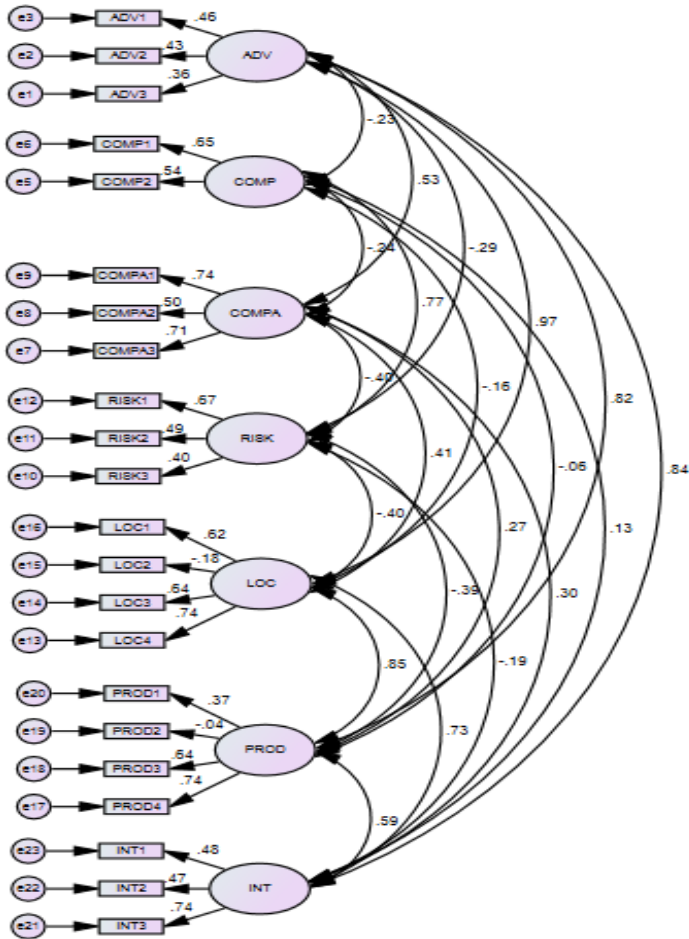 e3 ADV1 .46
e2 ADV2 .43 ADV
e1 ADV3 .36
-.23
e6 COMP1 .65
e5 COMP2 .54 COMP .53
-.24 -.29
e9 COMPA1 .74
.77
e8 COMPA2 .50 COMPA
.97
e7 COMPA3 .71
-.40 -.16
e12 RISK1 .67 .82
e11 RISK2 .49 RISK
.41
e10 RISK3 .40 -.06 .84
-.40 .27 .13
e16 LOC1 .62
e15 LOC2 -.18
LOC -.39 .30
e14 LOC3 .64
e13 LOC4 .74
.85 -.19
e20 PROD1 .37
e19 PROD2 -.04 .73
PROD
e18 PROD3 .64
e17 PROD4 .74
.59
e23 INT1 .48
e22 INT2 .47 INT
e21 INT3 .74